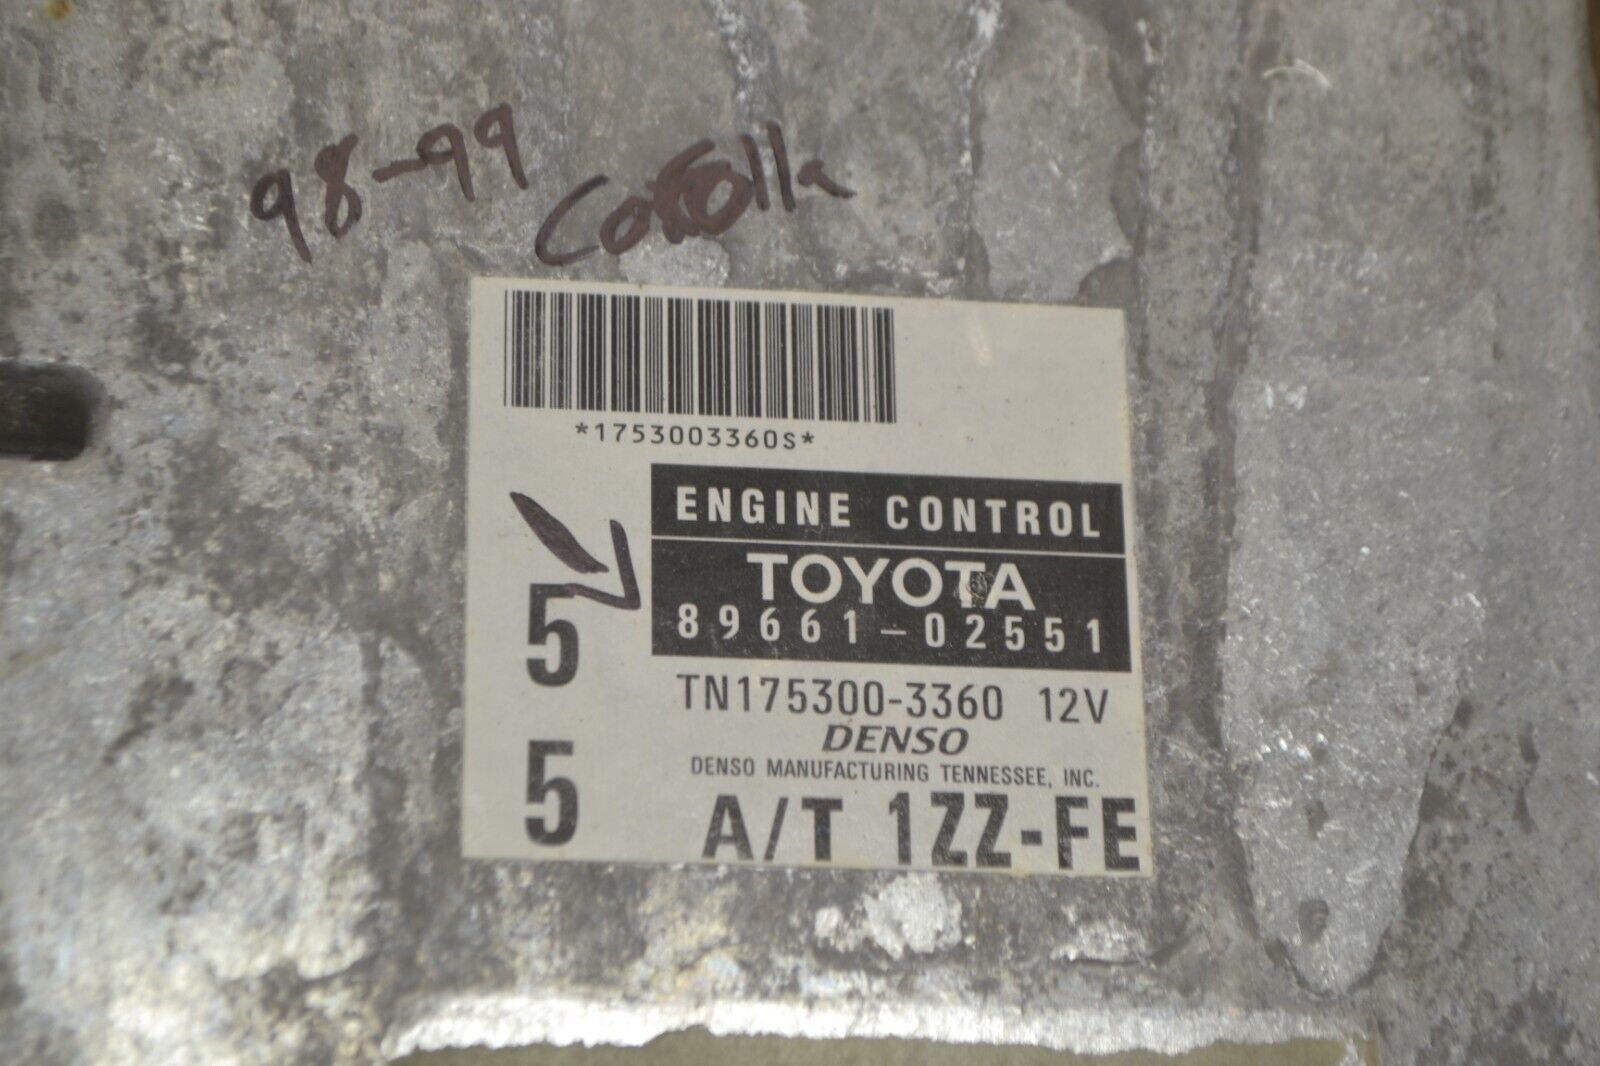 98-99 Corolla
*1753003360S*
ENGINE CONTROL
TOYOTA
89661-02551
5
TN175300-3360 12V
DENSO
DENSO MANUFACTURING TENNESSEE, INC.
5
A/T 1ZZ-FE